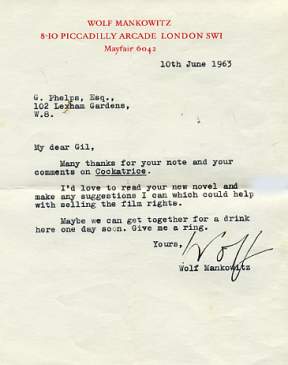 WOLF MANKOWITZ
8-10 PICCADILLY ARCADE LONDON SW1
Mayfair 6042
10th June 1963
G. Phelps, Esq.,
102 Lexham Gardens,
W.8.
My dear Gil,
Many thanks for your note and your
comments on Cockatrice.
I'd love to read your new novel and
make any suggestions I can which could help
with selling the film rights.
Maybe we can get together for a drink
here one day soon. Give me a ring.
Yours,
Wolf
Wolf Mankowitz